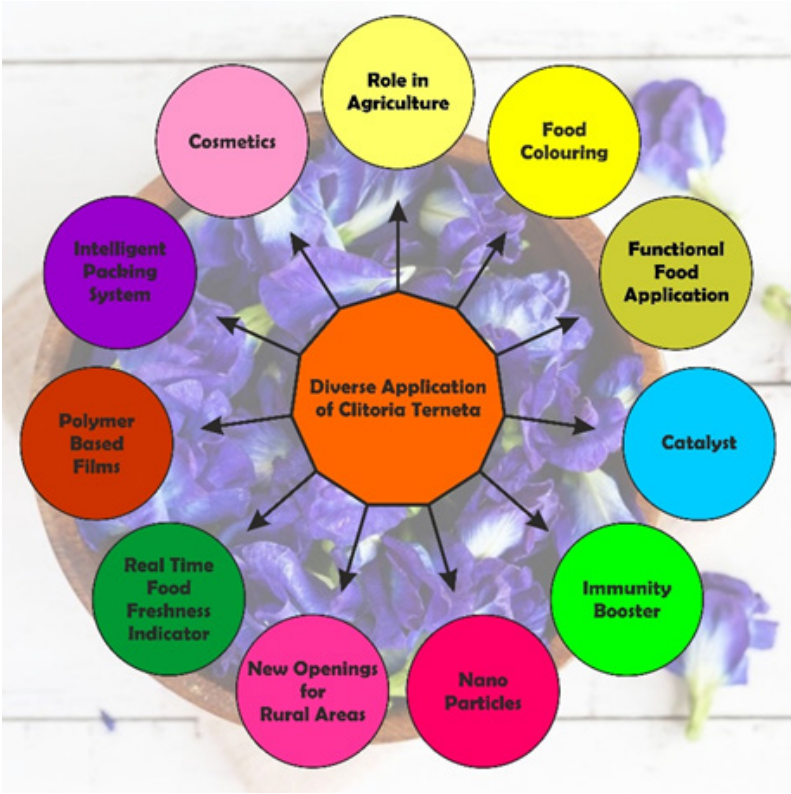 Role in
Agriculture
Food
Colouring
Functional
Food
Application
Catalyst
Immunity
Booster
Nano
Particles
New Openings
for
Rural Areas
Real Time
Food
Freshness
Indicator
Polymer
Based
Films
Intelligent
Packing
System
Cosmetics
Diverse Application
of Clitoria Terneta